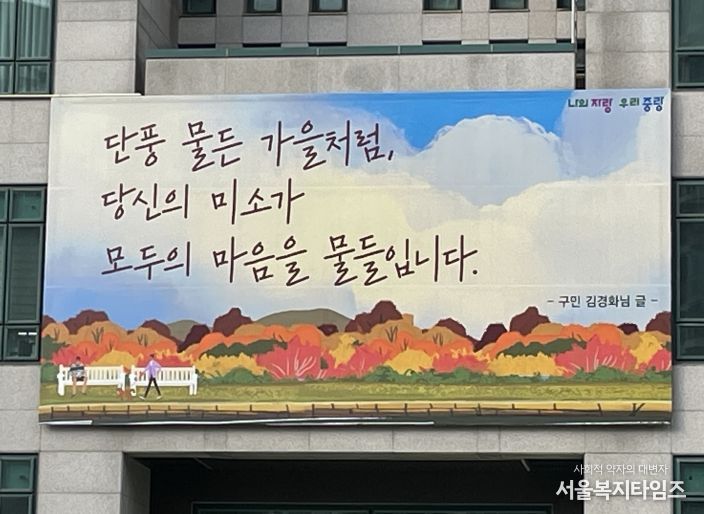 나의 자랑 우리 중랑
단풍 물든 가을처럼,
당신의 미소가
모두의 마음을 물들입니다.
- 구민 김경화님 글 -
사회적 약자의 대변자
서울복지타임즈